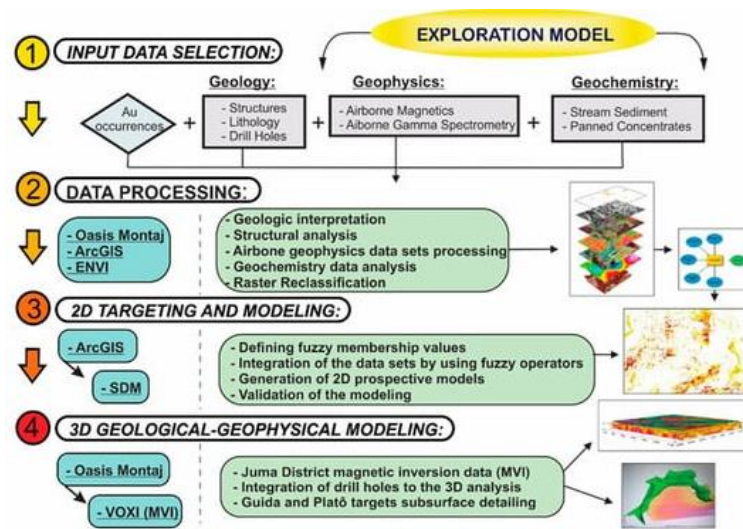 EXPLORATION MODEL
1 INPUT DATA SELECTION:
Au
occurrences
+
Geology:
- Structures
- Lithology
- Drill Holes
+
Geophysics:
- Airborne Magnetics
- Aiborne Gamma Spectrometry
+
Geochemistry:
- Stream Sediment
- Panned Concentrates
2 DATA PROCESSING:
- Oasis Montaj
- ArcGIS
- ENVI
- Geologic interpretation
- Structural analysis
- Airbone geophysics data sets processing
- Geochemistry data analysis
- Raster Reclassification
3 2D TARGETING AND MODELING:
- ArcGIS
- SDM
- Defining fuzzy membership values
- Integration of the data sets by using fuzzy operators
- Generation of 2D prospective models
- Validation of the modeling
4 3D GEOLOGICAL-GEOPHYSICAL MODELING:
- Oasis Montaj
- VOXI (MVI)
- Juma District magnetic inversion data (MVI)
- Integration of drill holes to the 3D analysis
- Guida and Platô targets subsurface detailing